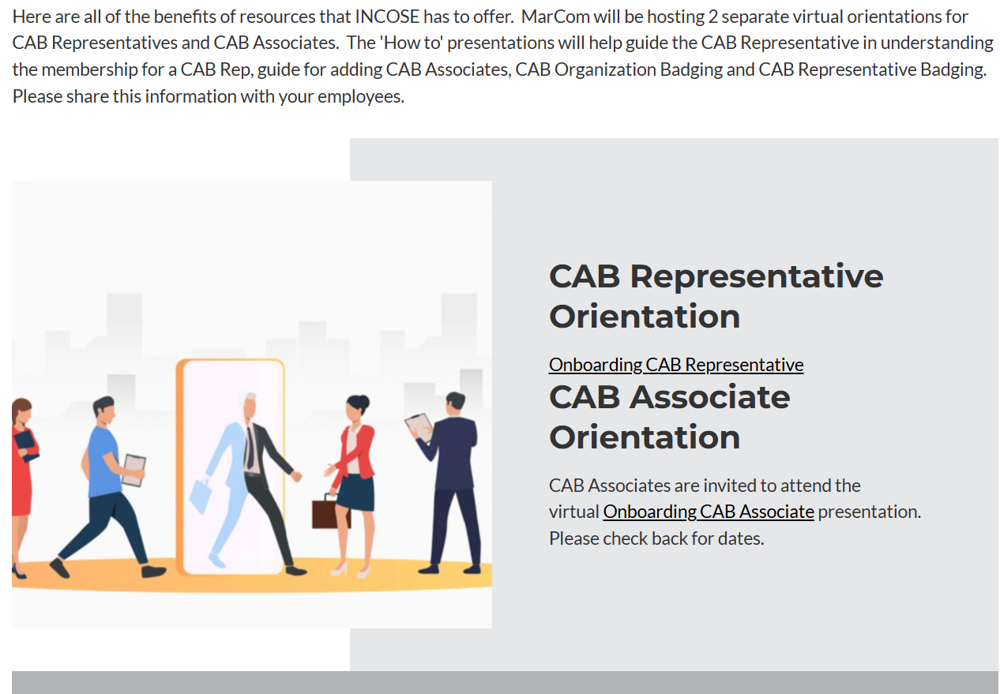 Here are all of the benefits of resources that INCOSE has to offer.  MarCom will be hosting 2 separate virtual orientations for
CAB Representatives and CAB Associates.  The 'How to' presentations will help guide the CAB Representative in understanding
the membership for a CAB Rep, guide for adding CAB Associates, CAB Organization Badging and CAB Representative Badging.
Please share this information with your employees.
CAB Representative
Orientation
Onboarding CAB Representative
CAB Associate
Orientation
CAB Associates are invited to attend the
virtual Onboarding CAB Associate presentation.
Please check back for dates.